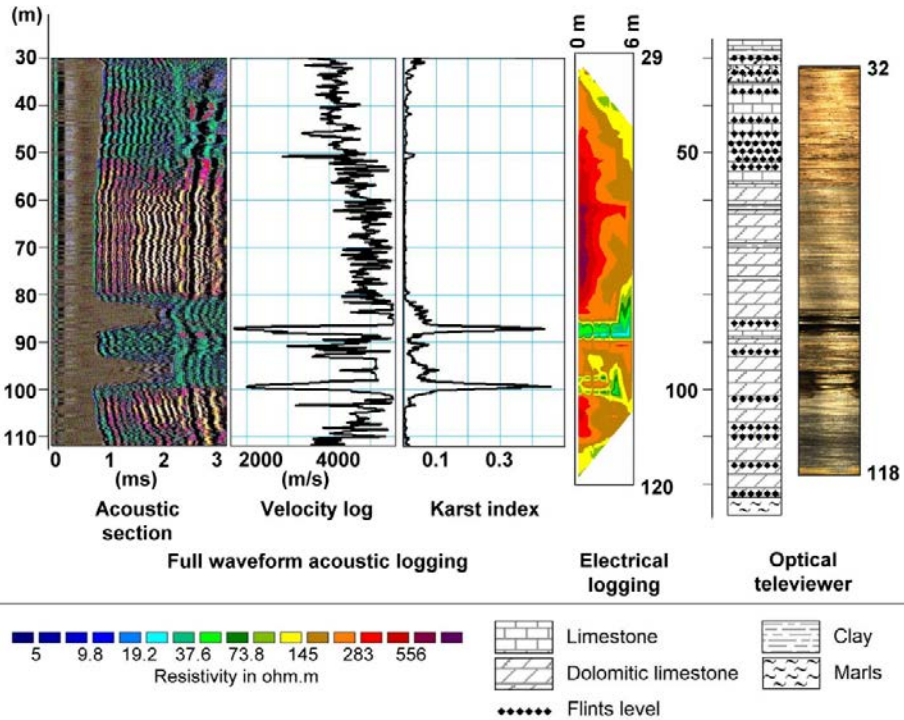 (m)
30
40
50
60
70
80
90
100
110
0 1 2 3
(ms)
2000 4000
(m/s)
0.1 0.3
0 m 6 m
29
120
50
100
32
118
Acoustic
section
Velocity log
Karst index
Full waveform acoustic logging
Electrical
logging
Optical
televiewer
5 9.8 19.2 37.6 73.8 145 283 556
Resistivity in ohm.m
Limestone
Dolomitic limestone
Flints level
Clay
Marls